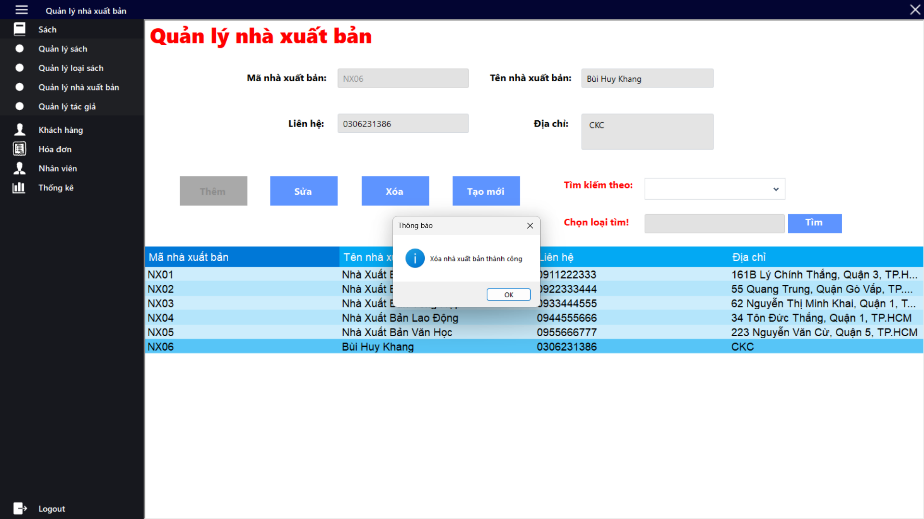 Quản lý nhà xuất bản
Sách
Quản lý sách
Quản lý loại sách
Quản lý nhà xuất bản
Quản lý tác giả
Khách hàng
Hóa đơn
Nhân viên
Thống kê
Logout
Quản lý nhà xuất bản
Mã nhà xuất bản: NX06 Tên nhà xuất bản: Bùi Huy Khang
Liên hệ: 0306231386 Địa chỉ: CKC
Thêm Sửa Xóa Tạo mới Tìm kiếm theo:
Chọn loại tìm! Tìm
Thông báo
Xóa nhà xuất bản thành công
OK
Mã nhà xuất bản Tên nhà x Liên hệ Địa chỉ
NX01 Nhà Xuất 0911222333 161B Lý Chính Thắng, Quận 3, TP.H...
NX02 Nhà Xuất 0922333444 55 Quang Trung, Quận Gò Vấp, TP....
NX03 Nhà Xuất 0933444555 62 Nguyễn Thị Minh Khai, Quận 1, T...
NX04 Nhà Xuất Bản Lao Động 0944555666 34 Tôn Đức Thắng, Quận 1, TP.HCM
NX05 Nhà Xuất Bản Văn Học 0955666777 223 Nguyễn Văn Cừ, Quận 5, TP.HCM
NX06 Bùi Huy Khang 0306231386 CKC